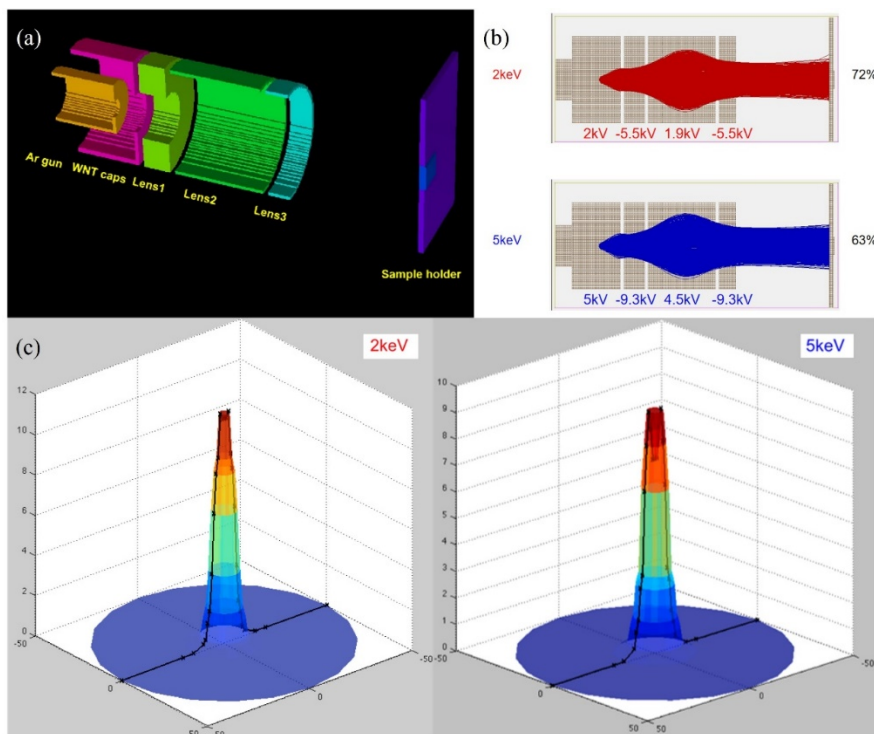 (a)
Ar gun
WNT caps
Lens1
Lens2
Lens3
Sample holder
(b)
2keV
72%
2kV -5.5kV 1.9kV -5.5kV
5keV
63%
5kV -9.3kV 4.5kV -9.3kV
(c)
2keV
12
10
8
6
4
2
0
-50
0
50
50
0
-50
5keV
10
9
8
7
6
5
4
3
2
1
0
-50
0
50
50
0
-50